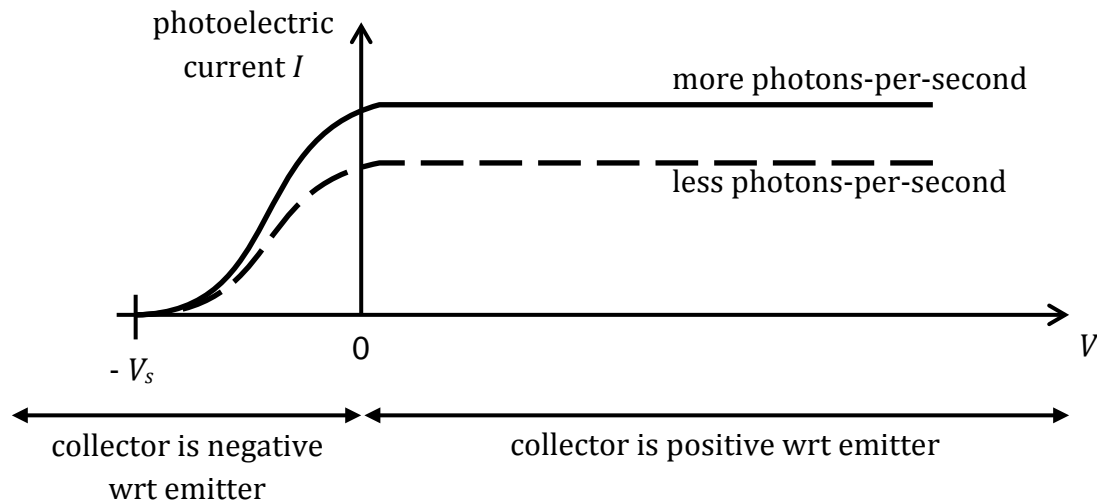 photoelectric
current I
more photons-per-second
less photons-per-second
0
V
- Vs
collector is negative
wrt emitter
collector is positive wrt emitter